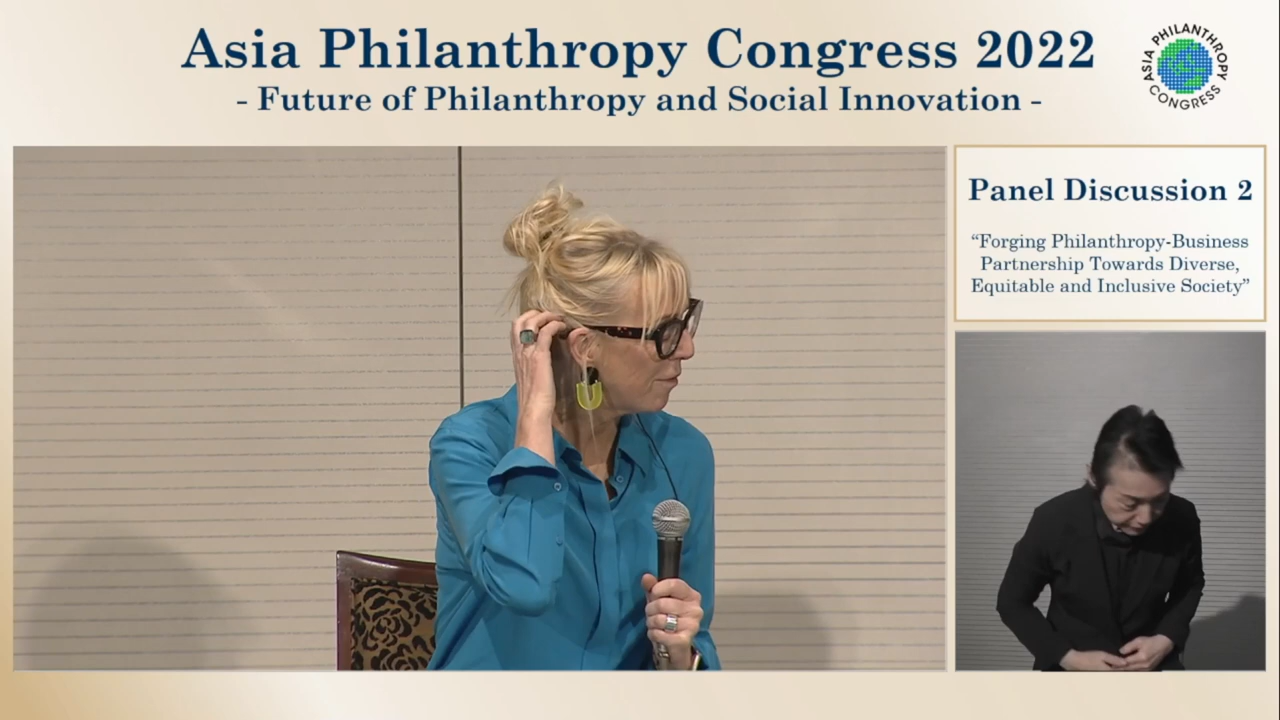 Asia Philanthropy Congress 2022
- Future of Philanthropy and Social Innovation -
ASIA PHILANTHROPY CONGRESS
Panel Discussion 2
“Forging Philanthropy-Business
Partnership Towards Diverse,
Equitable and Inclusive Society”